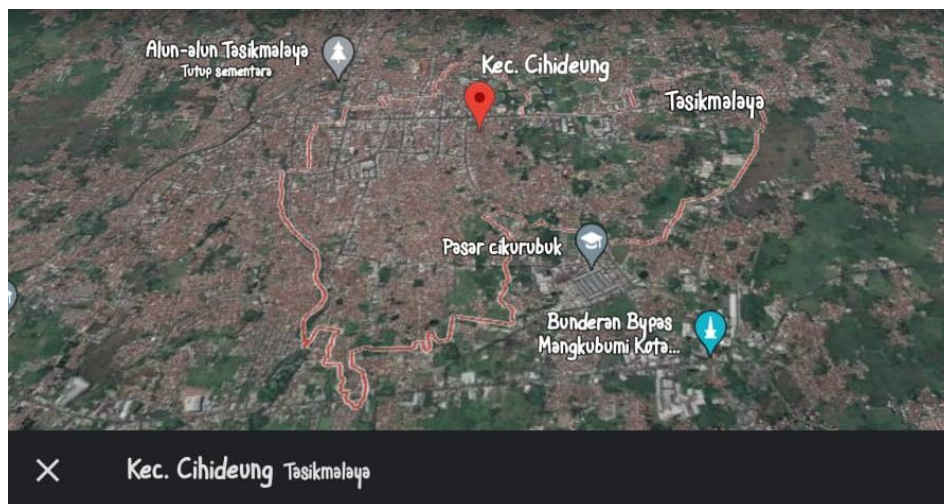 Alun-alun Tasikmalaya
Tutup sementara
Kec. Cihideung
Tasikmalaya
Pasar cikurubuk
Bunderan Bypas
Mangkubumi Kota...
Kec. Cihideung Tasikmalaya